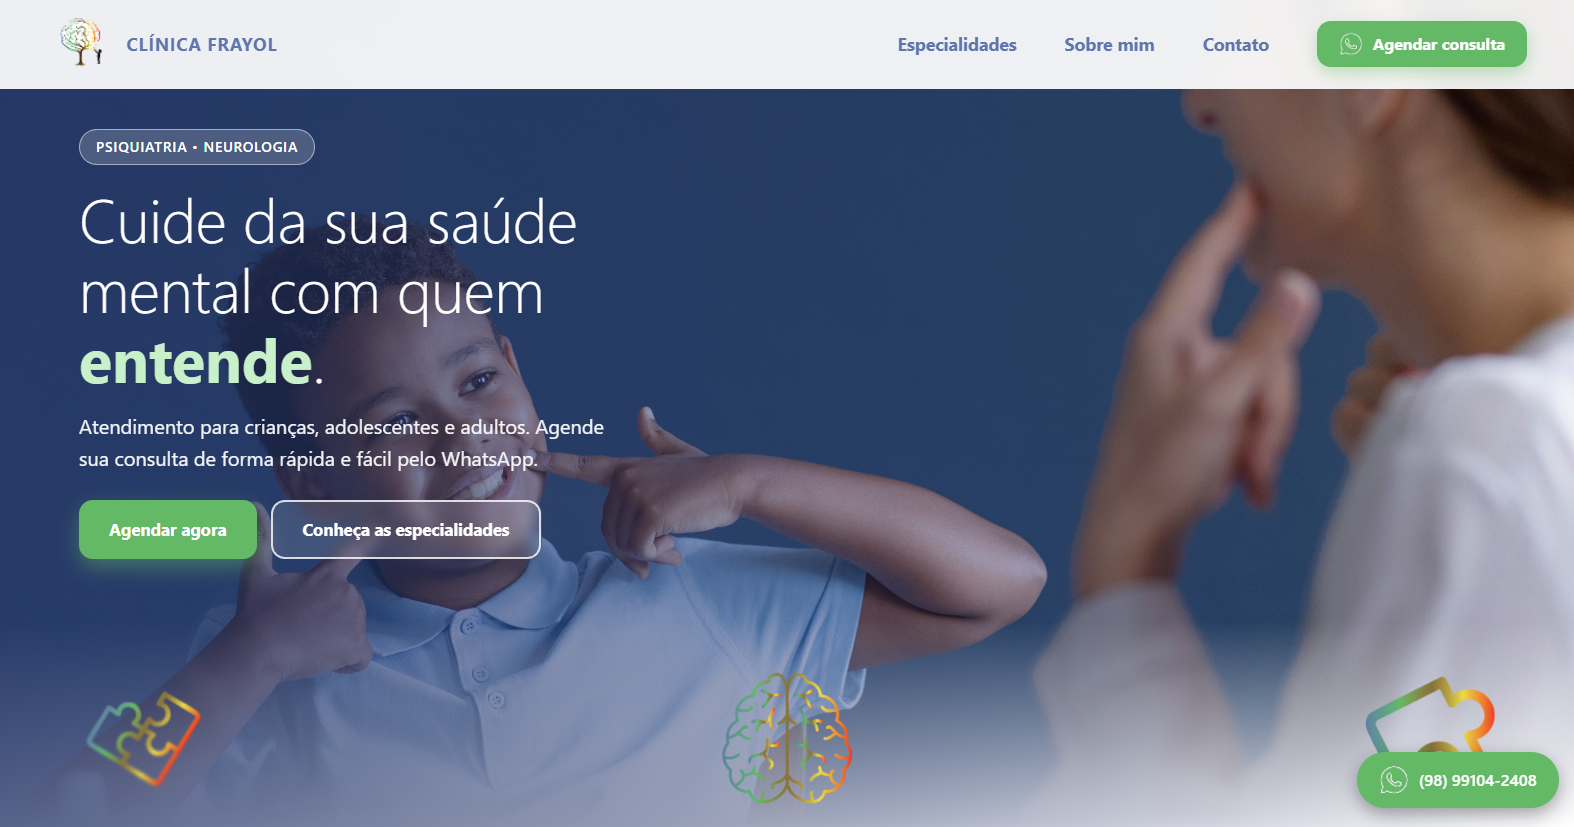 CLÍNICA FRAYOL
Especialidades
Sobre mim
Contato
Agendar consulta
PSIQUIATRIA • NEUROLOGIA
Cuide da sua saúde
mental com quem
entende.
Atendimento para crianças, adolescentes e adultos. Agende
sua consulta de forma rápida e fácil pelo WhatsApp.
Agendar agora
Conheça as especialidades
(98) 99104-2408